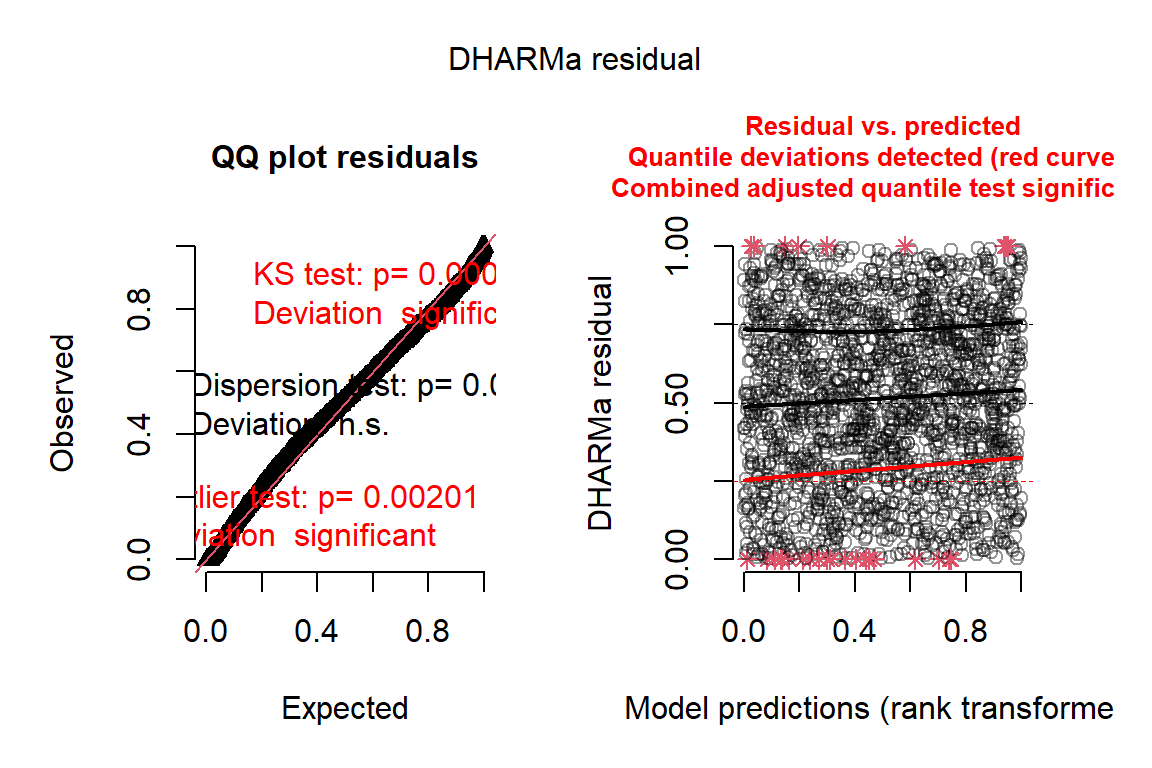 DHARMa residual
QQ plot residuals
KS test: p= 0.000
Deviation significant
Dispersion test: p= 0.0
Deviation n.s.
lier test: p= 0.00201
viation significant
Observed
0.0 0.4 0.8
0.0 0.4 0.8
Expected
Residual vs. predicted
Quantile deviations detected (red curve
Combined adjusted quantile test signific
DHARMa residual
0.00 0.50 1.00
0.0 0.4 0.8
Model predictions (rank transforme